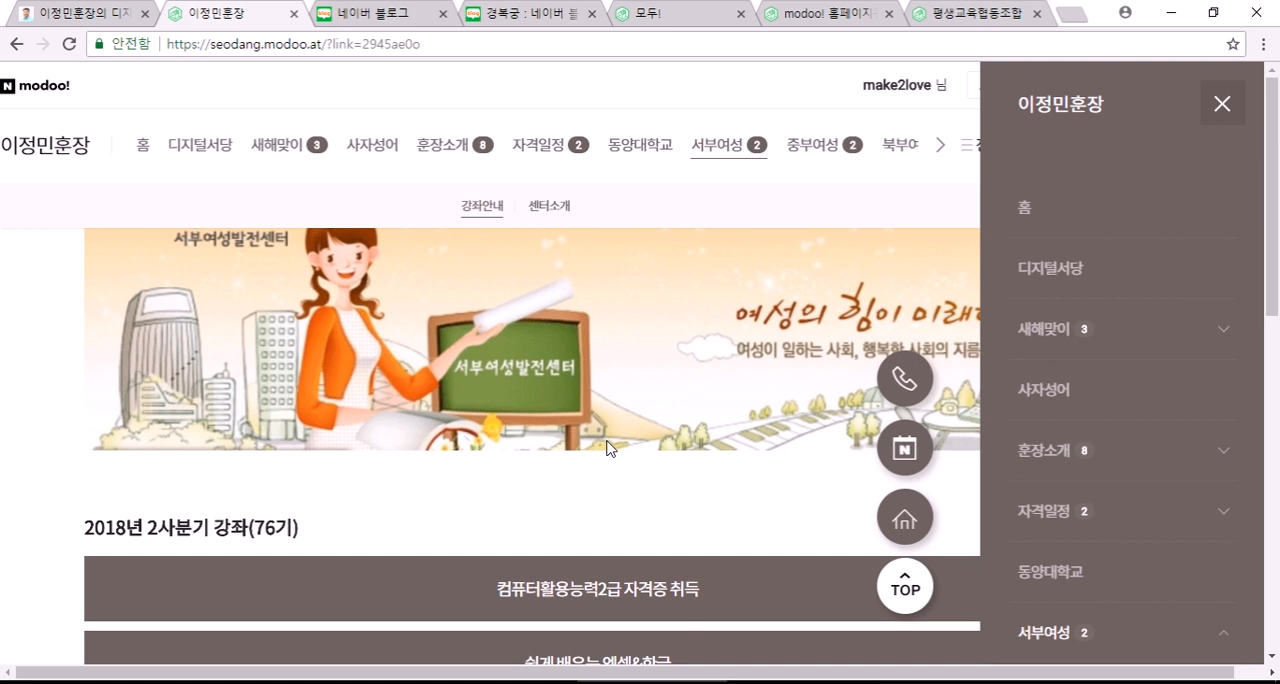 이정민훈장의 디지
이정민훈장
네이버 블로그
경복궁 : 네이버 블
모두!
modoo! 홈페이지
평생교육협동조합
안전함
https://seodang.modoo.at/?link=2945ae0o
N modoo!
make2love 님
이정민훈장
홈
디지털서당
새해맞이 3
사자성어
훈장소개 8
자격일정 2
동양대학교
서부여성 2
중부여성 2
강좌안내
센터소개
서부여성발전센터
여성의 힘이 미래
여성이 일하는 사회, 행복한 사회의 지름
서부여성발전센터
N
TOP
2018년 2사분기 강좌(76기)
컴퓨터활용능력2급 자격증 취득
쉽게 배우는 엑셀&한글
이정민훈장
홈
디지털서당
새해맞이 3
사자성어
훈장소개 8
자격일정 2
동양대학교
서부여성 2